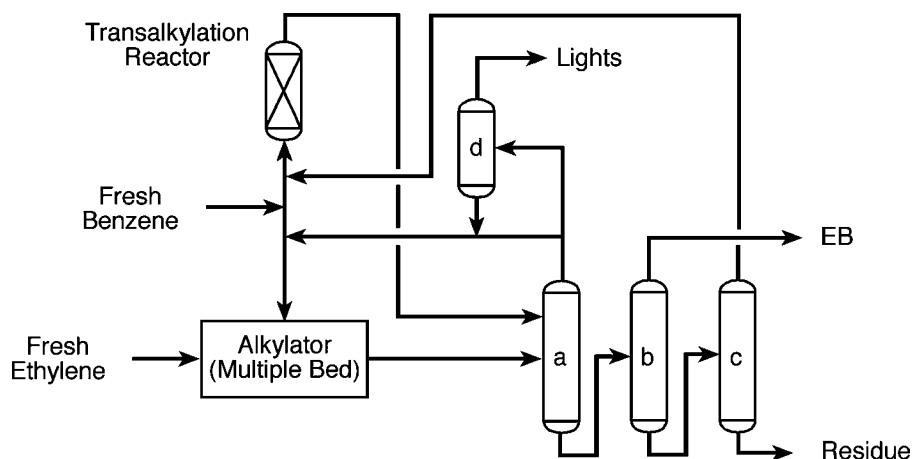 Transalkylation
Reactor
Lights
d
Fresh
Benzene
EB
Fresh
Ethylene
Alkylator
(Multiple Bed)
a
b
c
Residue